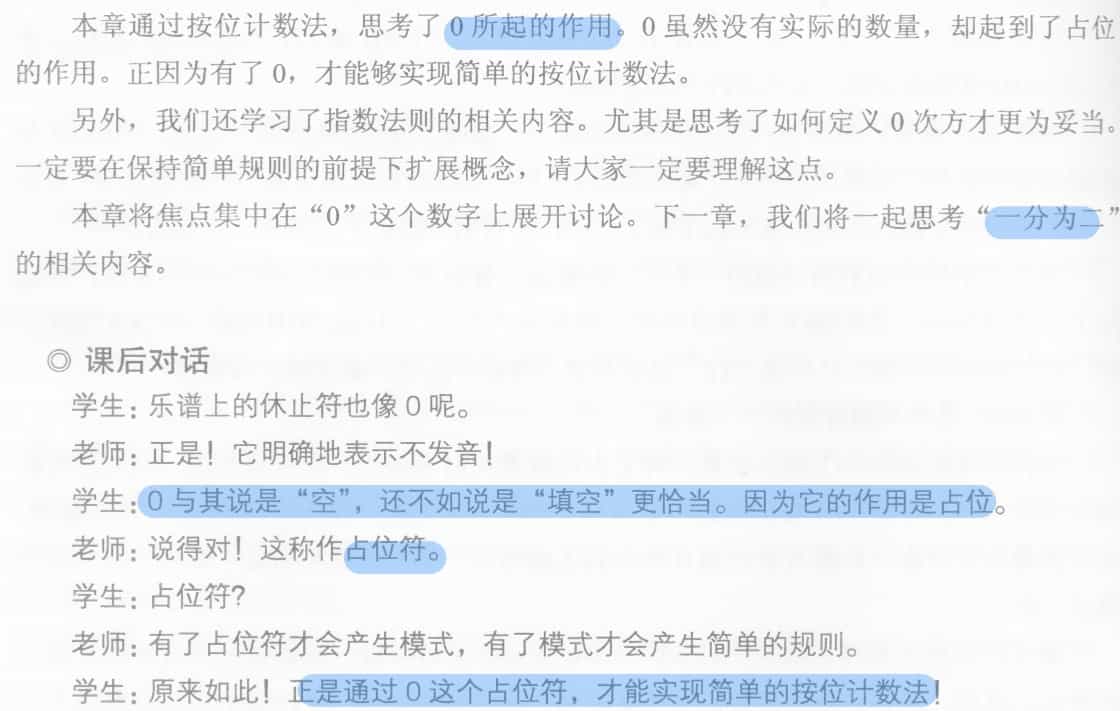 本章通过按位计数法，思考了 0 所起的作用。0 虽然没有实际的数量，却起到了占位
的作用。正因为有了 0，才能够实现简单的按位计数法。
另外，我们还学习了指数法则的相关内容。尤其是思考了如何定义 0 次方才更为妥当。
一定要在保持简单规则的前提下扩展概念，请大家一定要理解这点。
本章将焦点集中在“0”这个数字上展开讨论。下一章，我们将一起思考“一分为二”
的相关内容。
◎ 课后对话
学生：乐谱上的休止符也像 0 呢。
老师：正是！它明确地表示不发音！
学生：0 与其说是“空”，还不如说是“填空”更恰当。因为它的作用是占位。
老师：说得对！这称作占位符。
学生：占位符？
老师：有了占位符才会产生模式，有了模式才会产生简单的规则。
学生：原来如此！正是通过 0 这个占位符，才能实现简单的按位计数法！